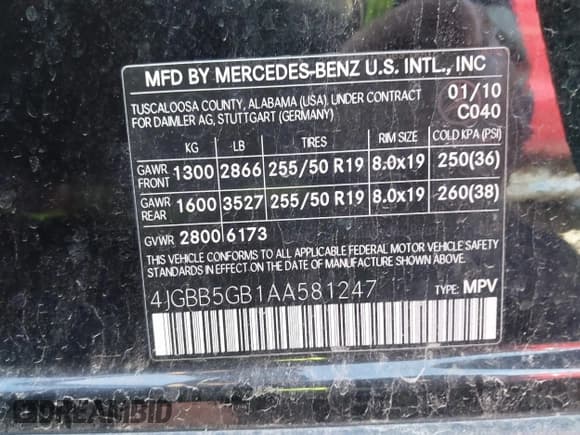 MFD BY MERCEDES-BENZ U.S. INTL., INC
TUSCALOOSA COUNTY, ALABAMA (USA), UNDER CONTRACT 01/10
FOR DAIMLER AG, STUTTGART (GERMANY) C040
KG LB TIRES RIM SIZE COLD KPA (PSI)
GAWR FRONT 1300 2866 255/50 R19 8.0x19 250(36)
GAWR REAR 1600 3527 255/50 R19 8.0x19 260(38)
GVWR 2800 6173
THIS VEHICLE CONFORMS TO ALL APPLICABLE FEDERAL MOTOR VEHICLE SAFETY
STANDARDS IN EFFECT ON THE DATE OF MANUFACTURE SHOWN ABOVE.
4JGBB5GB1AA581247 TYPE: MPV
DREAMBID